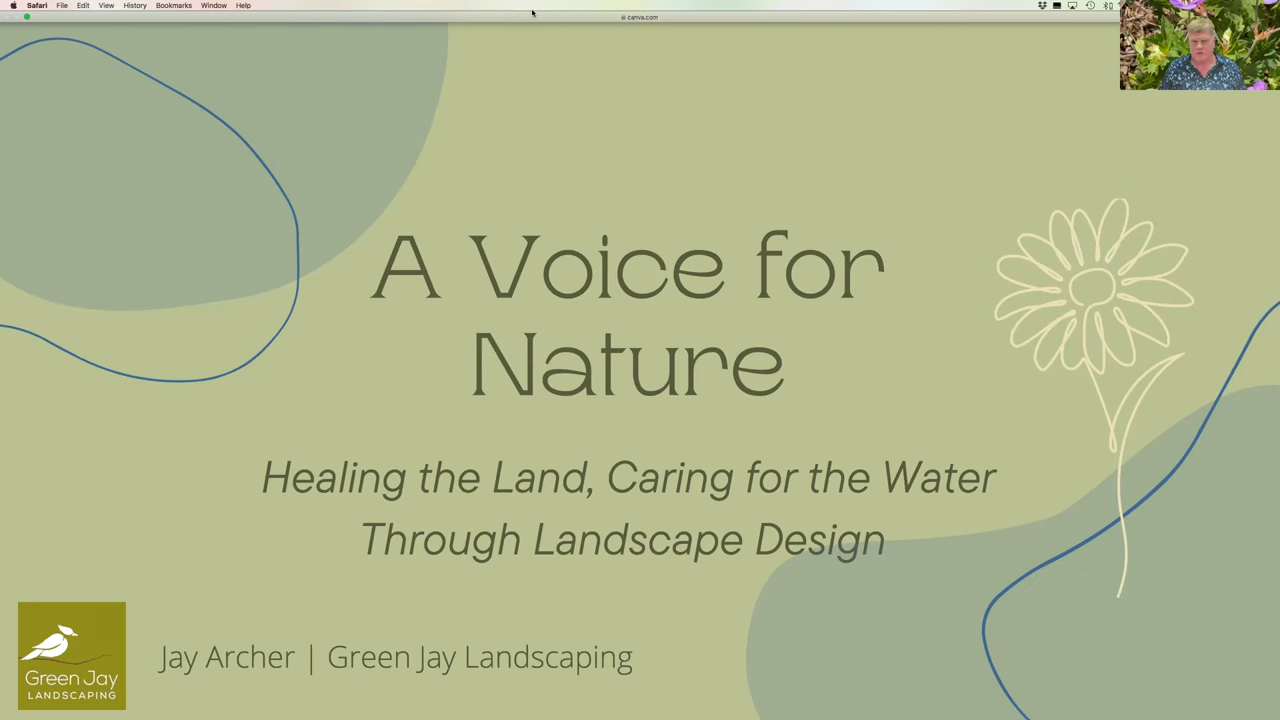 Safari File Edit View History Bookmarks Window Help
canva.com
A Voice for
Nature
Healing the Land, Caring for the Water
Through Landscape Design
Green Jay
LANDSCAPING
Jay Archer | Green Jay Landscaping